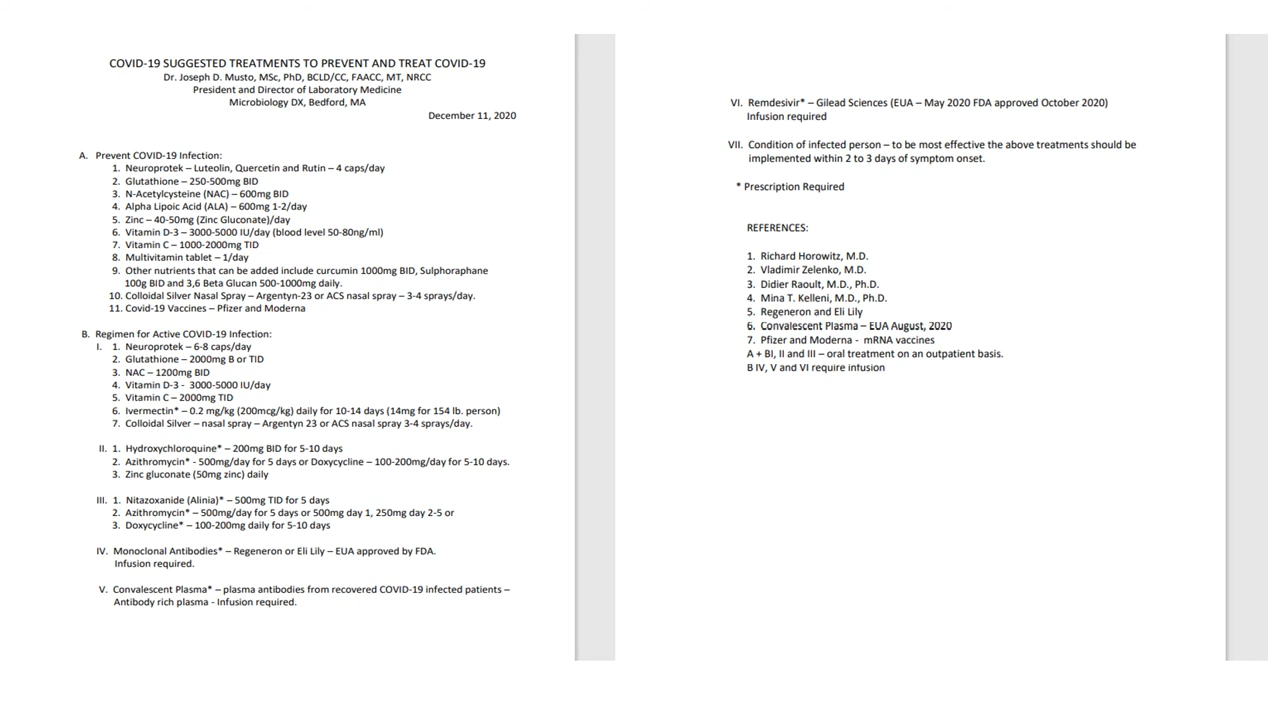 COVID-19 SUGGESTED TREATMENTS TO PREVENT AND TREAT COVID-19
Dr. Joseph D. Musto, MSc, PhD, BCLD/CC, FAACC, MT, NRCC
President and Director of Laboratory Medicine
Microbiology DX, Bedford, MA
December 11, 2020
A. Prevent COVID-19 Infection:
1. Neuroprotek – Luteolin, Quercetin and Rutin – 4 caps/day
2. Glutathione – 250-500mg BID
3. N-Acetylcysteine (NAC) – 600mg BID
4. Alpha Lipoic Acid (ALA) – 600mg 1-2/day
5. Zinc – 40-50mg (Zinc Gluconate)/day
6. Vitamin D-3 – 3000-5000 IU/day (blood level 50-80ng/ml)
7. Vitamin C – 1000-2000mg TID
8. Multivitamin tablet – 1/day
9. Other nutrients that can be added include curcumin 1000mg BID, Sulphoraphane
100g BID and 3,6 Beta Glucan 500-1000mg daily.
10. Colloidal Silver Nasal Spray – Argentyn-23 or ACS nasal spray – 3-4 sprays/day.
11. Covid-19 Vaccines – Pfizer and Moderna
B. Regimen for Active COVID-19 Infection:
I. 1. Neuroprotek – 6-8 caps/day
2. Glutathione – 2000mg B or TID
3. NAC – 1200mg BID
4. Vitamin D-3 - 3000-5000 IU/day
5. Vitamin C – 2000mg TID
6. Ivermectin* – 0.2 mg/kg (200mcg/kg) daily for 10-14 days (14mg for 154 lb. person)
7. Colloidal Silver – nasal spray – Argentyn 23 or ACS nasal spray 3-4 sprays/day.
II. 1. Hydroxychloroquine* – 200mg BID for 5-10 days
2. Azithromycin* - 500mg/day for 5 days or Doxycycline – 100-200mg/day for 5-10 days.
3. Zinc gluconate (50mg zinc) daily
III. 1. Nitazoxanide (Alinia)* – 500mg TID for 5 days
2. Azithromycin* – 500mg/day for 5 days or 500mg day 1, 250mg day 2-5 or
3. Doxycycline* – 100-200mg daily for 5-10 days
IV. Monoclonal Antibodies* – Regeneron or Eli Lily – EUA approved by FDA.
Infusion required.
V. Convalescent Plasma* – plasma antibodies from recovered COVID-19 infected patients –
Antibody rich plasma - Infusion required.
VI. Remdesivir* – Gilead Sciences (EUA – May 2020 FDA approved October 2020)
Infusion required
VII. Condition of infected person – to be most effective the above treatments should be
implemented within 2 to 3 days of symptom onset.
* Prescription Required
REFERENCES:
1. Richard Horowitz, M.D.
2. Vladimir Zelenko, M.D.
3. Didier Raoult, M.D., Ph.D.
4. Mina T. Kelleni, M.D., Ph.D.
5. Regeneron and Eli Lily
6. Convalescent Plasma – EUA August, 2020
7. Pfizer and Moderna - mRNA vaccines
A + BI, II and III – oral treatment on an outpatient basis.
B IV, V and VI require infusion